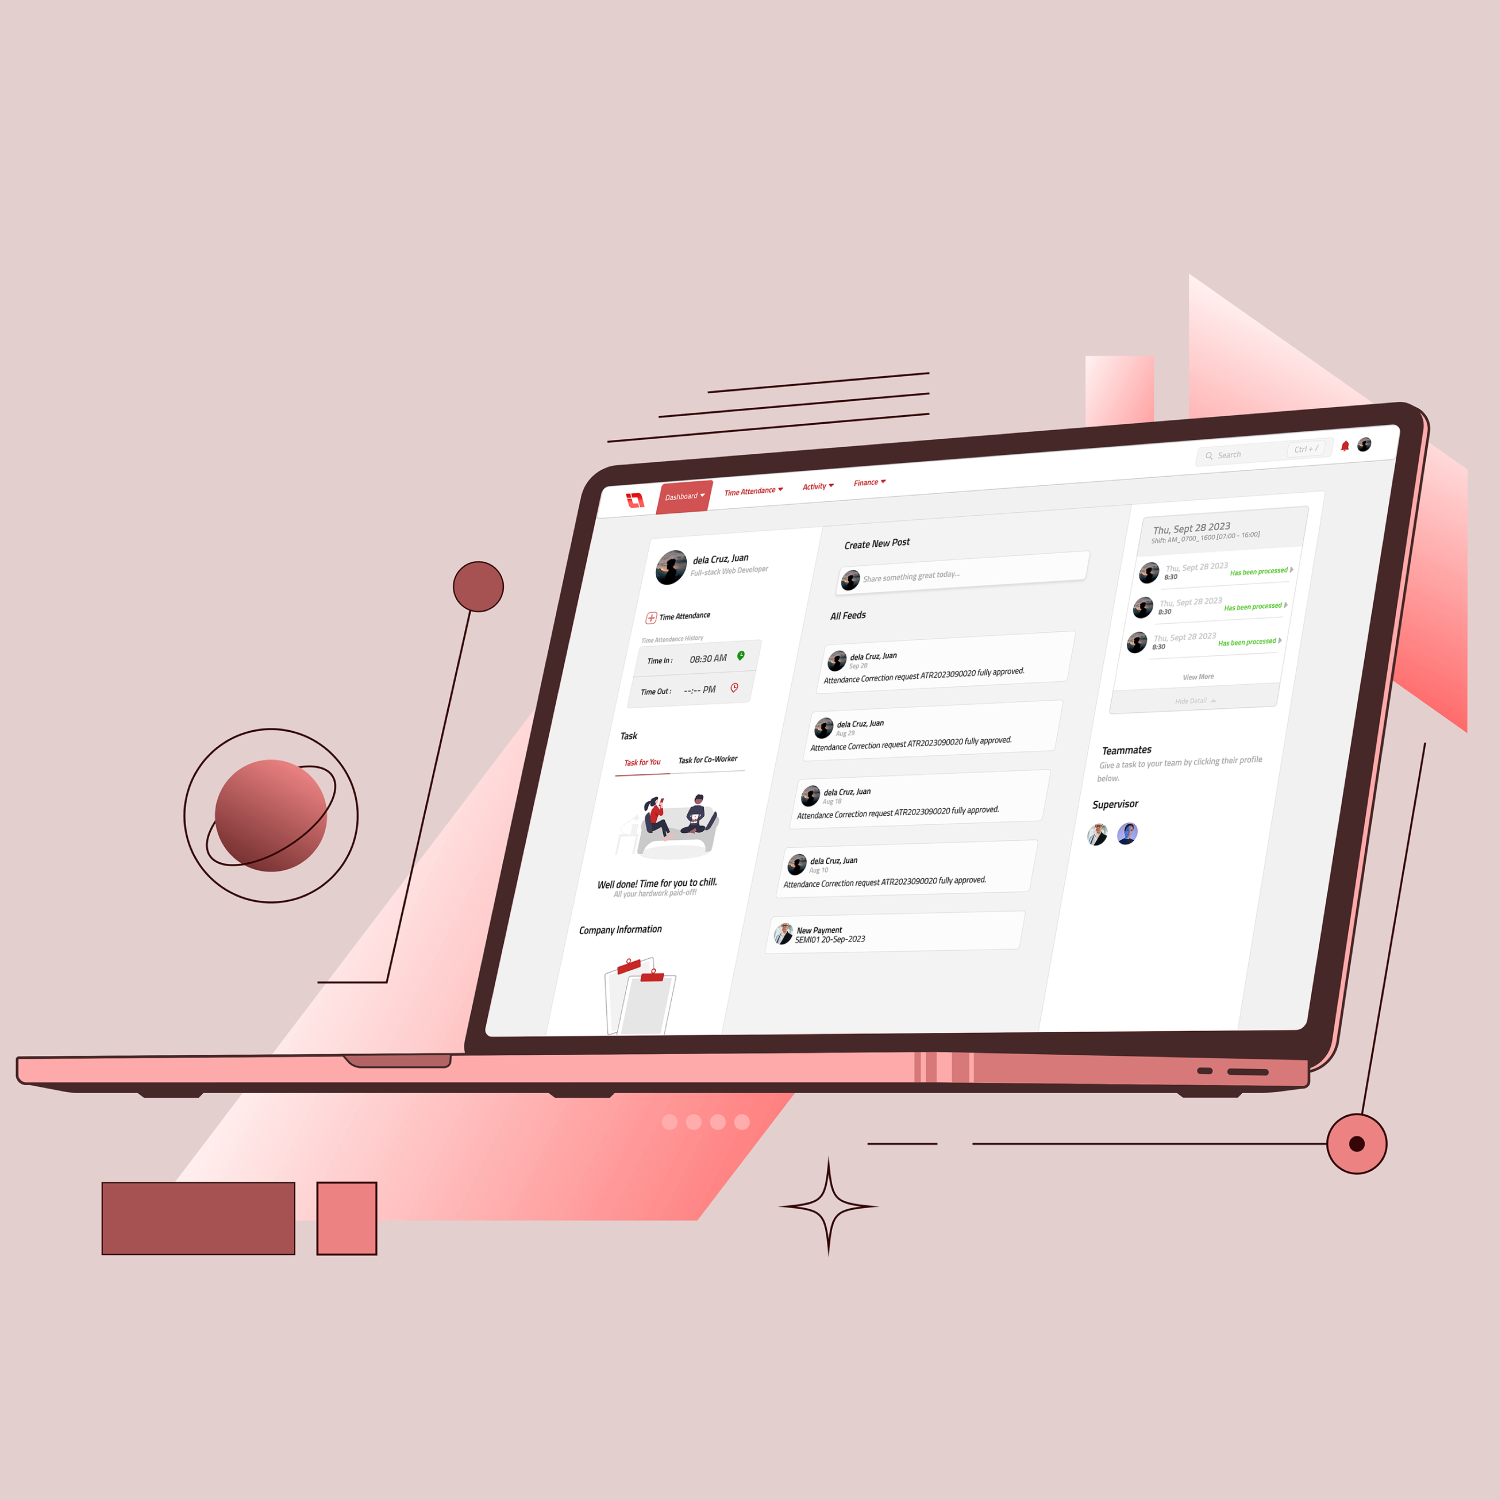 Dashboard
Time Attendance
Activity
Finance
Search
Ctrl + /
dela Cruz, Juan
Full-stack Web Developer
Time Attendance
Time Attendance History
Time In :
08:30 AM
Time Out :
--:-- PM
Task
Task for You
Task for Co-Worker
Well done! Time for you to chill.
All your hardwork paid-off!
Company Information
Create New Post
Share something great today...
All Feeds
dela Cruz, Juan
Sep 28
Attendance Correction request ATR2023090020 fully approved.
dela Cruz, Juan
Aug 29
Attendance Correction request ATR2023090020 fully approved.
dela Cruz, Juan
Aug 18
Attendance Correction request ATR2023090020 fully approved.
dela Cruz, Juan
Aug 10
Attendance Correction request ATR2023090020 fully approved.
New Payment
SEMI01 20-Sep-2023
Thu, Sept 28 2023
Shift: AM_0700_1600 [07:00 - 16:00]
Thu, Sept 28 2023
8:30
Has been processed
Thu, Sept 28 2023
8:30
Has been processed
Thu, Sept 28 2023
8:30
Has been processed
View More
Hide Detail
Teammates
Give a task to your team by clicking their profile
below.
Supervisor